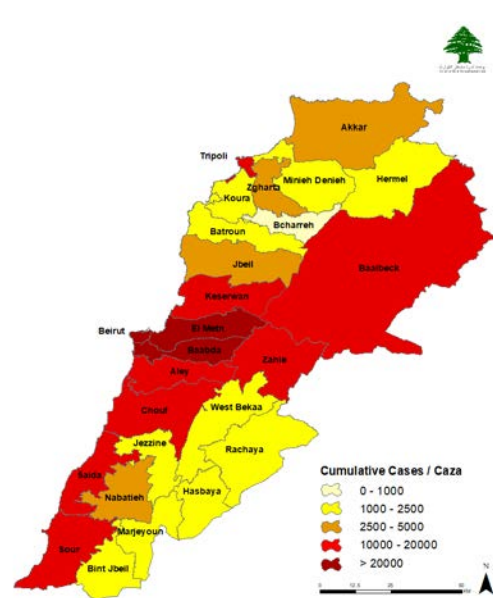 Akkar
Tripoli
Zgharta
Minieh Denieh
Hermel
Koura
Bcharreh
Batroun
Jbeil
Baalbeck
Keserwan
El Metn
Beirut
Baabda
Zahle
Aley
Chouf
West Bekaa
Jezzine
Rachaya
Saida
Hasbaya
Nabatieh
Marjeyoun
Sour
Bint Jbeil
Cumulative Cases / Caza
0 - 1000
1000 - 2500
2500 - 5000
10000 - 20000
> 20000
N